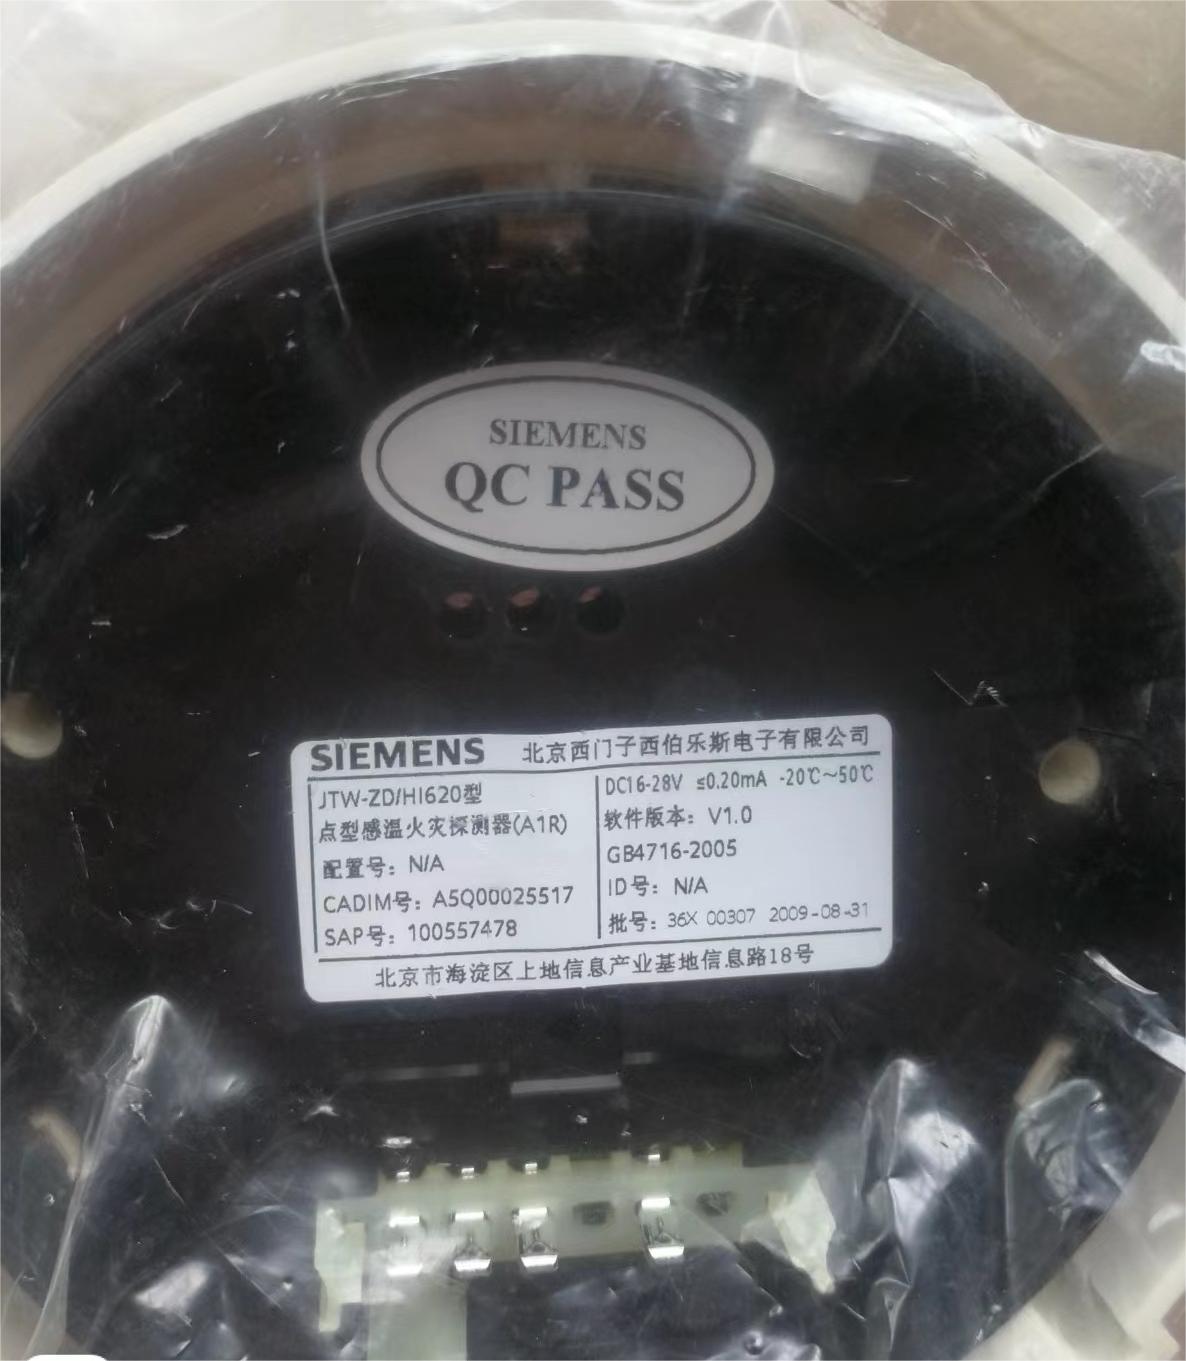 SIEMENS
QC PASS
SIEMENS 北京西门子西伯乐斯电子有限公司
JTW-ZD/HI620型
点型感温火灾探测器(A1R)
配置号：N/A
CADIM号：A5Q00025517
SAP号：100557478
DC16-28V ≤0.20mA -20℃～50℃
软件版本：V1.0
GB4716-2005
ID号：N/A
批号：36X 00307 2009-08-31
北京市海淀区上地信息产业基地信息路18号